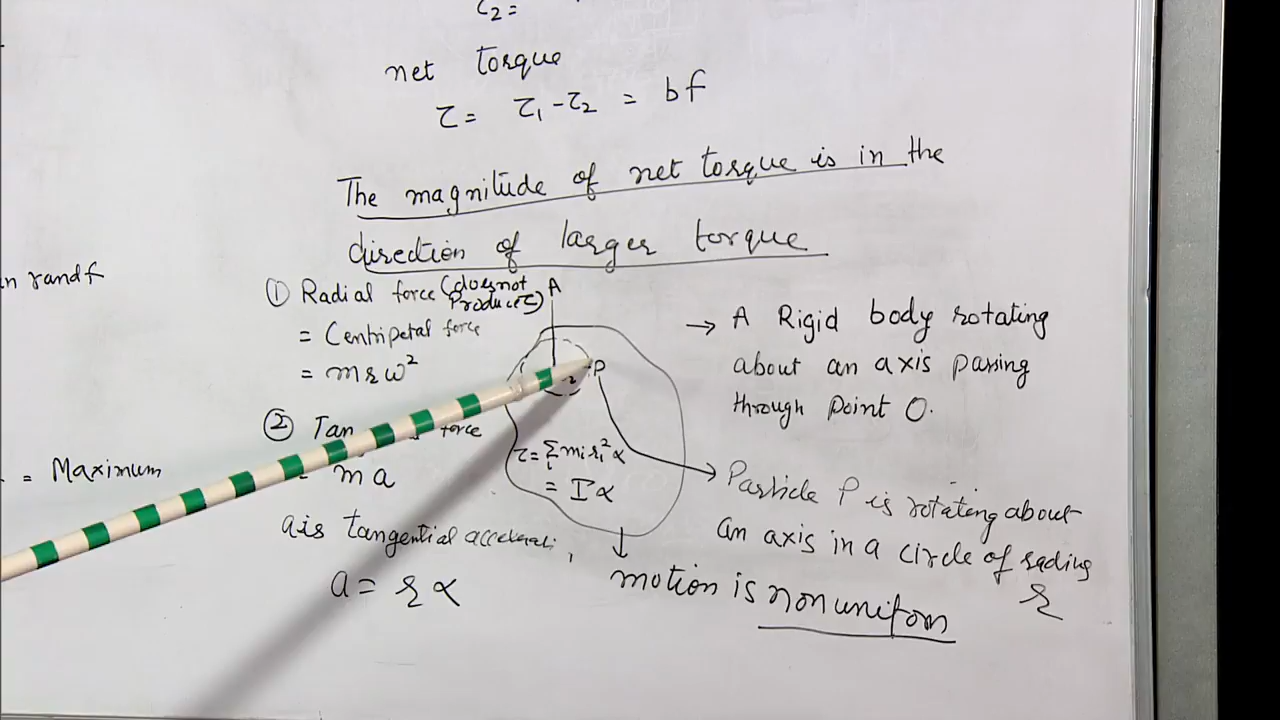 τ₂ =
net torque
τ = τ₁ - τ₂ = bf
The magnitude of net torque is in the
direction of larger torque
n r and f
= Maximum
① Radial force (does not
produce τ)
= Centripetal force
= mrω²
② Tan force
= ma
a is tangential
a = rα
A
P
τ = Σ mᵢrᵢ²α
i
= Iα
→ A Rigid body rotating
about an axis passing
through point O.
Particle P is rotating about
an axis in a circle of radius
r
motion is nonuniform